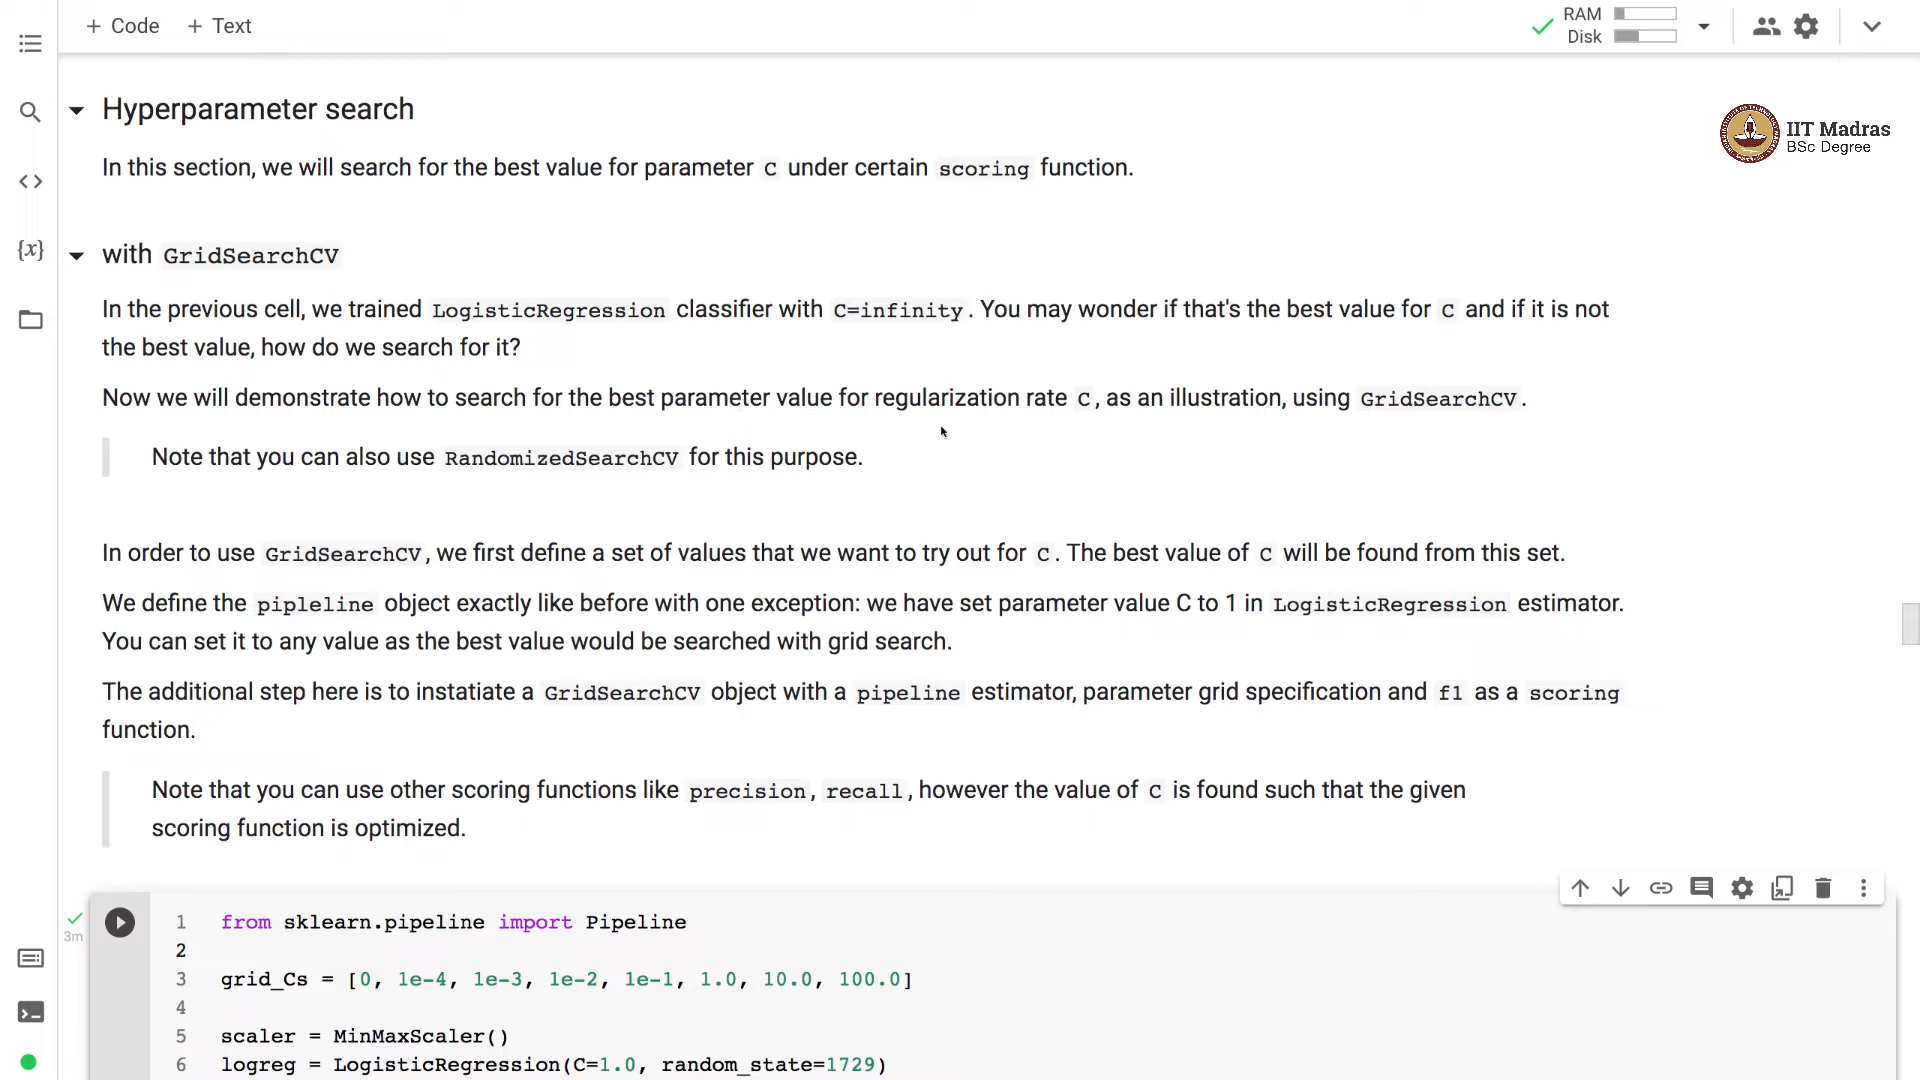 + Code + Text
RAM
Disk
Hyperparameter search
IIT Madras
BSc Degree
In this section, we will search for the best value for parameter C under certain scoring function.
{x}
with GridSearchCV
In the previous cell, we trained LogisticRegression classifier with C=infinity. You may wonder if that's the best value for C and if it is not
the best value, how do we search for it?
Now we will demonstrate how to search for the best parameter value for regularization rate C, as an illustration, using GridSearchCV.
Note that you can also use RandomizedSearchCV for this purpose.
In order to use GridSearchCV, we first define a set of values that we want to try out for C. The best value of C will be found from this set.
We define the pipleline object exactly like before with one exception: we have set parameter value C to 1 in LogisticRegression estimator.
You can set it to any value as the best value would be searched with grid search.
The additional step here is to instatiate a GridSearchCV object with a pipeline estimator, parameter grid specification and f1 as a scoring
function.
Note that you can use other scoring functions like precision, recall, however the value of C is found such that the given
scoring function is optimized.
3m
1 from sklearn.pipeline import Pipeline
2
3 grid_Cs = [0, 1e-4, 1e-3, 1e-2, 1e-1, 1.0, 10.0, 100.0]
4
5 scaler = MinMaxScaler()
6 logreg = LogisticRegression(C=1.0, random_state=1729)